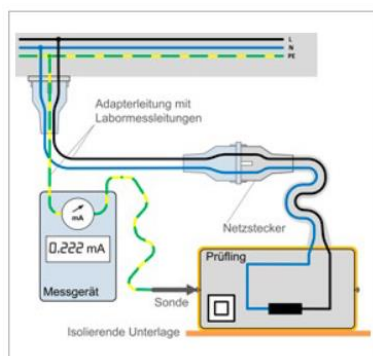 L
N
PE
Adapterleitung mit
Labormessleitungen
mA
0.222 mA
Messgerät
Netzstecker
Prüfling
Sonde
Isolierende Unterlage